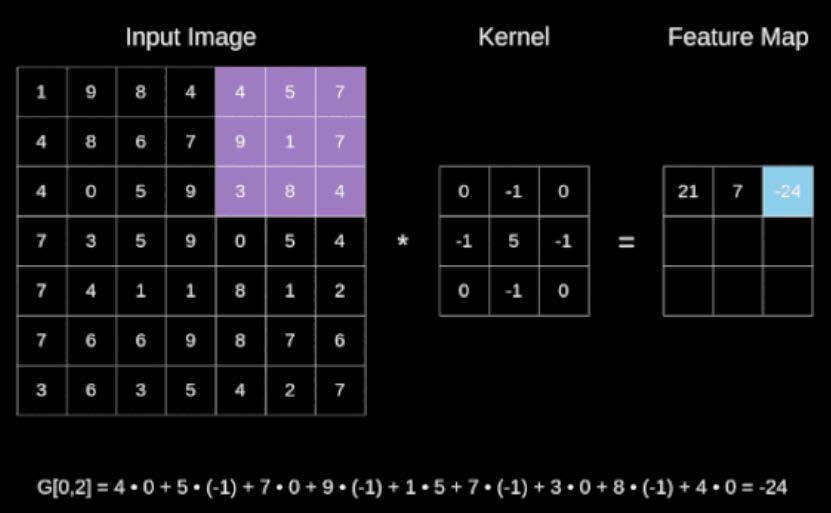 Input Image Kernel Feature Map
1 9 8 4 4 5 7
4 8 6 7 9 1 7
4 0 5 9 3 8 4 0 -1 0 21 7 -24
7 3 5 9 0 5 4 * -1 5 -1 =
7 4 1 1 8 1 2 0 -1 0
7 6 6 9 8 7 6
3 6 3 5 4 2 7
G[0,2] = 4 • 0 + 5 • (-1) + 7 • 0 + 9 • (-1) + 1 • 5 + 7 • (-1) + 3 • 0 + 8 • (-1) + 4 • 0 = -24